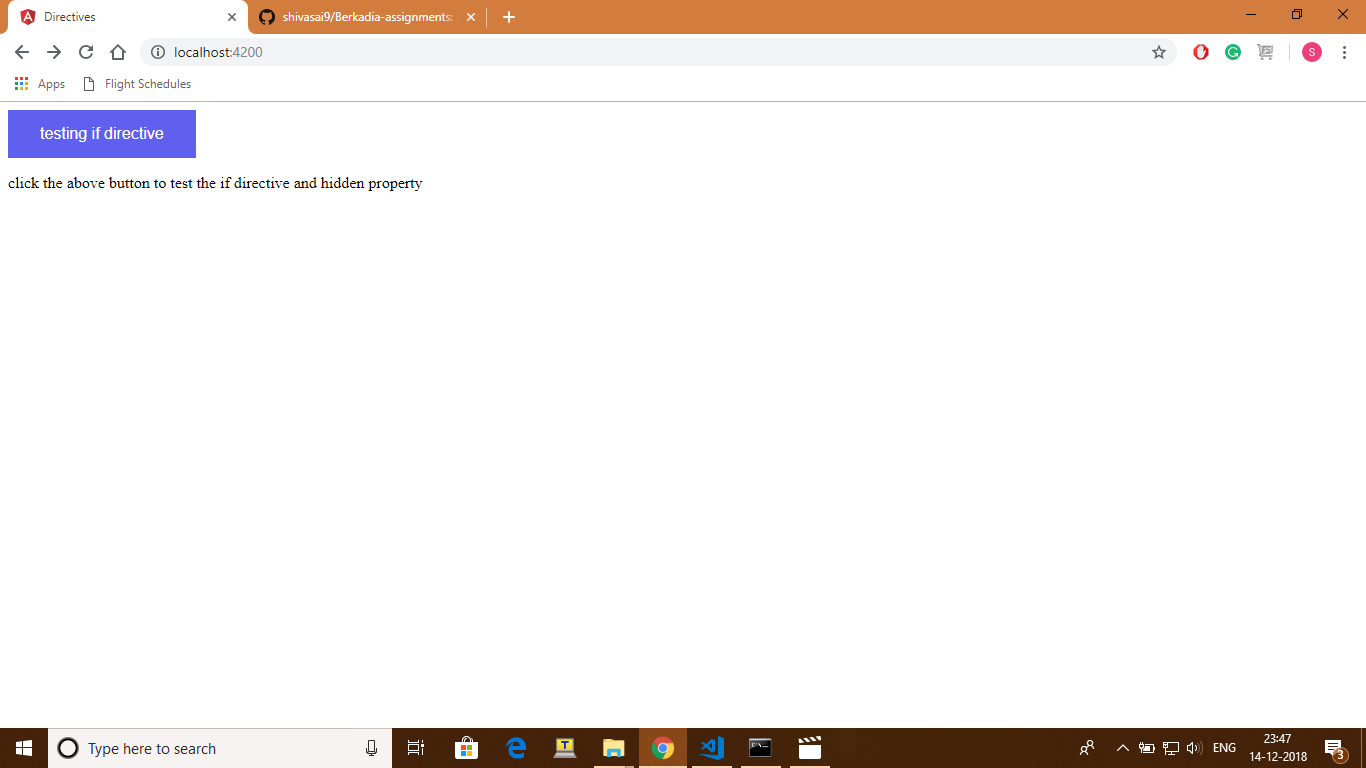 Directives
shivasai9/Berkadia-assignments:
localhost:4200
S
Apps
Flight Schedules
testing if directive
click the above button to test the if directive and hidden property
Type here to search
ENG
23:47
14-12-2018
3